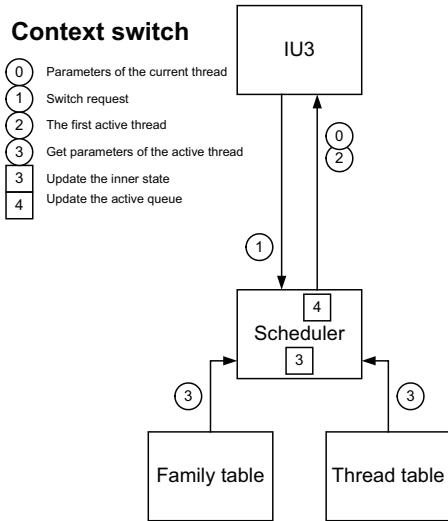 Context switch
0 Parameters of the current thread
1 Switch request
2 The first active thread
3 Get parameters of the active thread
3 Update the inner state
4 Update the active queue
IU3
0
2
1
4
Scheduler
3
3
3
Family table
Thread table